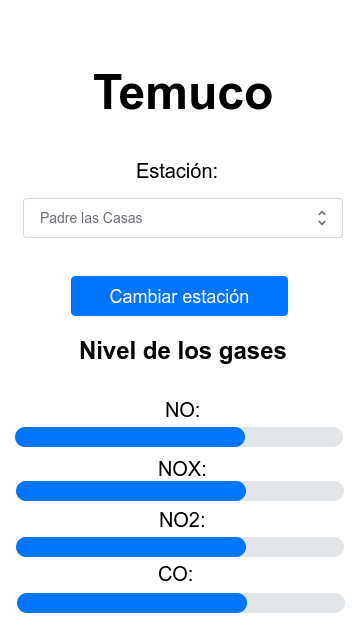 Temuco
Estación:
Padre las Casas
Cambiar estación
Nivel de los gases
NO:
NOX:
NO2:
CO: